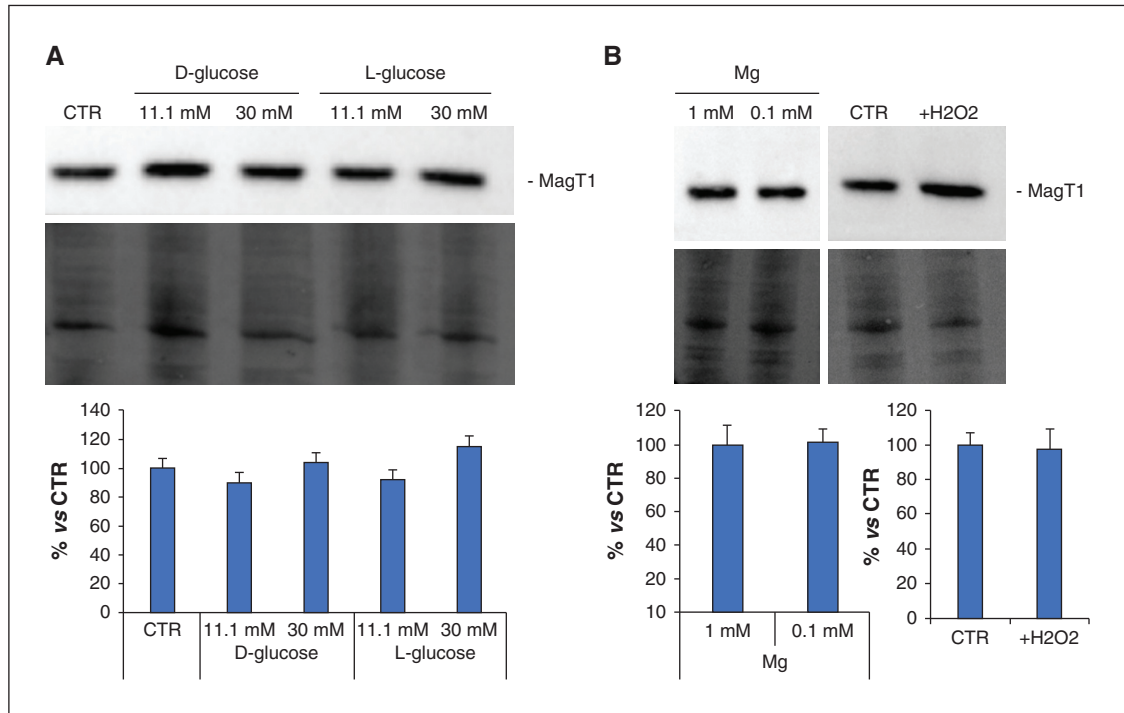 A
D-glucose
L-glucose
CTR
11.1 mM
30 mM
11.1 mM
30 mM
- MagT1
140
120
100
80
60
40
20
0
% vs CTR
CTR
11.1 mM
30 mM
11.1 mM
30 mM
D-glucose
L-glucose
B
Mg
1 mM
0.1 mM
CTR
+H2O2
- MagT1
120
100
80
60
40
20
10
% vs CTR
1 mM
0.1 mM
Mg
120
100
80
60
40
20
0
% vs CTR
CTR
+H2O2